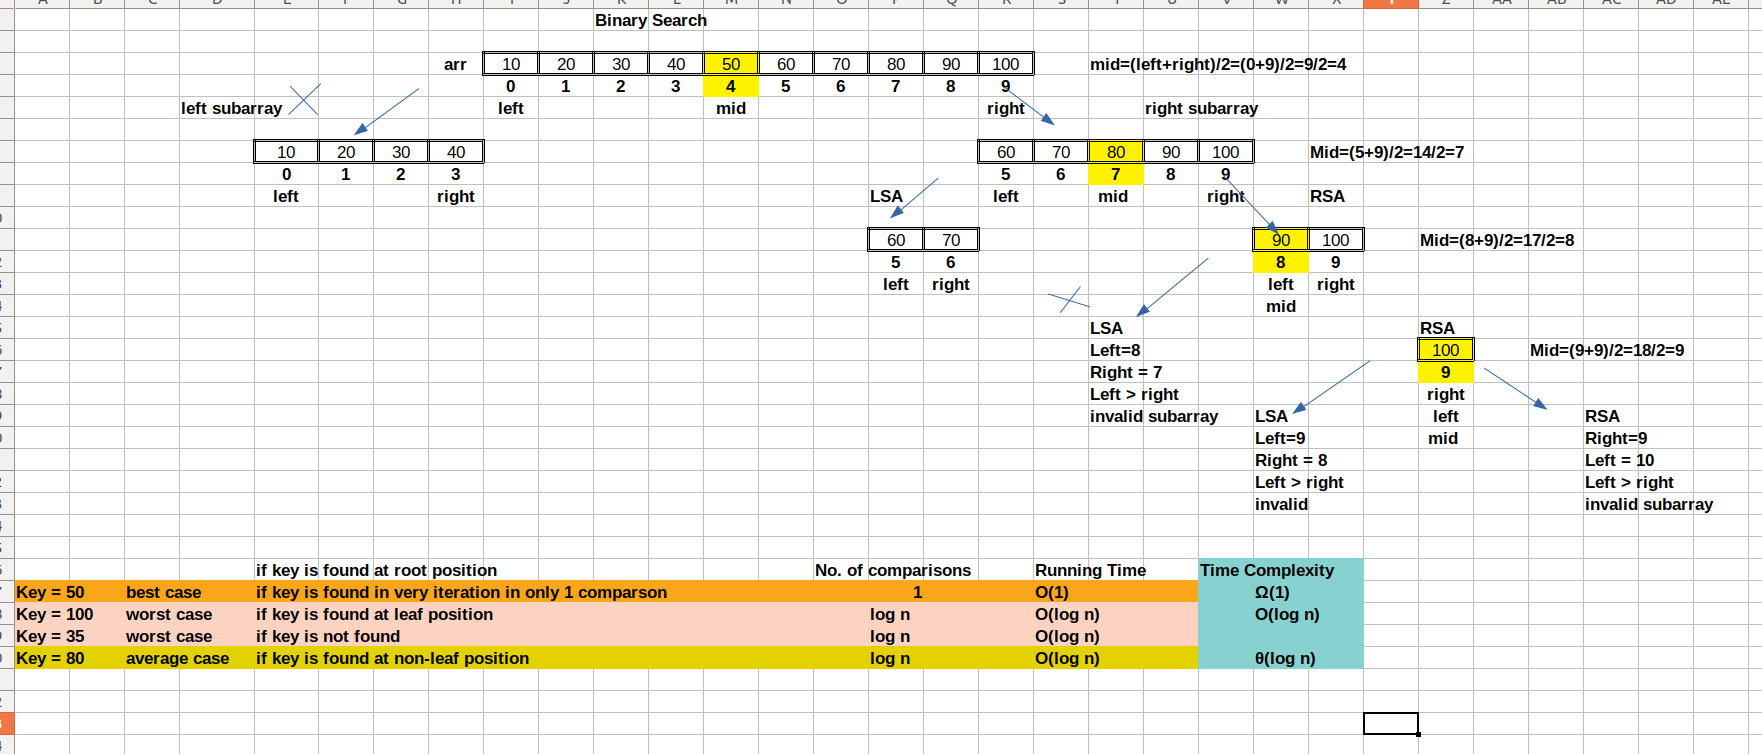 Binary Search
arr 10 20 30 40 50 60 70 80 90 100 mid=(left+right)/2=(0+9)/2=9/2=4
0 1 2 3 4 5 6 7 8 9
left subarray left mid right right subarray
10 20 30 40 60 70 80 90 100 Mid=(5+9)/2=14/2=7
0 1 2 3 5 6 7 8 9
left right LSA left mid right RSA
60 70 90 100 Mid=(8+9)/2=17/2=8
5 6 8 9
left right left right
mid
LSA RSA
Left=8 100 Mid=(9+9)/2=18/2=9
Right = 7 9
Left > right right
invalid subarray LSA left RSA
Left=9 mid Right=9
Right = 8 Left = 10
Left > right Left > right
invalid invalid subarray
if key is found at root position No. of comparisons Running Time Time Complexity
Key = 50 best case if key is found in very iteration in only 1 comparson 1 O(1) Ω(1)
Key = 100 worst case if key is found at leaf position log n O(log n) O(log n)
Key = 35 worst case if key is not found log n O(log n)
Key = 80 average case if key is found at non-leaf position log n O(log n) θ(log n)